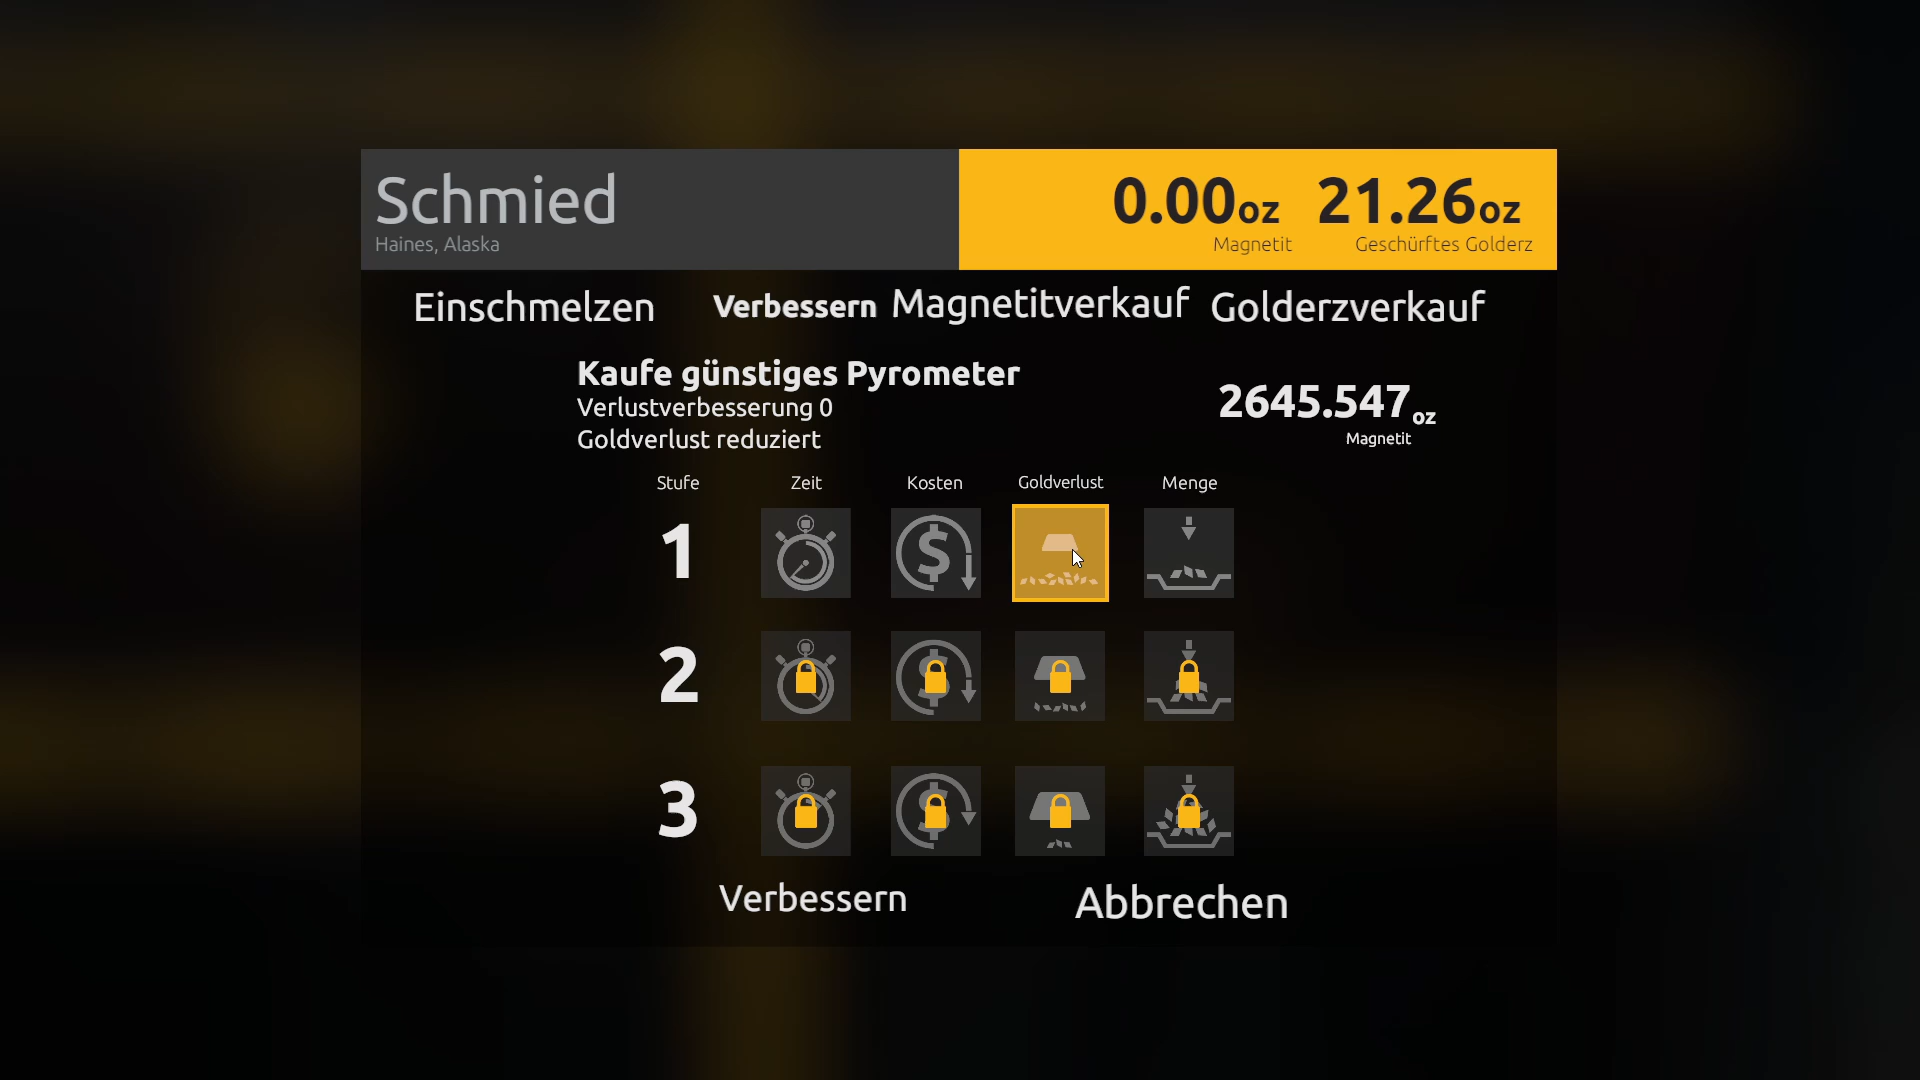 Schmied
Haines, Alaska
0.00oz 21.26oz
Magnetit Geschürftes Golderz
Einschmelzen Verbessern Magnetitverkauf Golderzverkauf
Kaufe günstiges Pyrometer
Verlustverbesserung 0
Goldverlust reduziert
2645.547oz
Magnetit
Stufe Zeit Kosten Goldverlust Menge
1
2
3
Verbessern Abbrechen